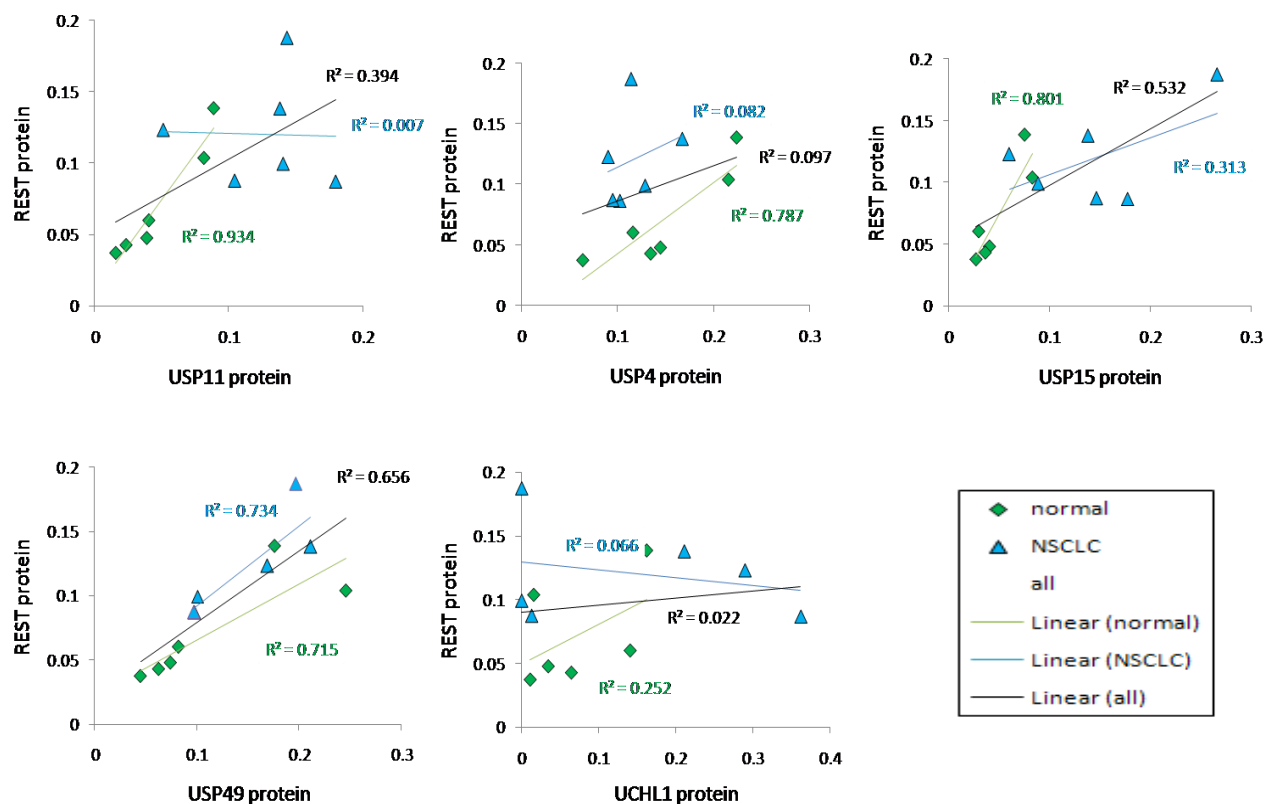 0.2
0.15
0.1
0.05
0
REST protein
R² = 0.394
R² = 0.007
R² = 0.934
0
0.1
0.2
USP11 protein
0.2
0.15
0.1
0.05
0
REST protein
R² = 0.082
R² = 0.097
R² = 0.787
0
0.1
0.2
0.3
USP4 protein
0.2
0.15
0.1
0.05
0
REST protein
R² = 0.801
R² = 0.532
R² = 0.313
0
0.1
0.2
0.3
USP15 protein
0.2
0.15
0.1
0.05
0
REST protein
R² = 0.656
R² = 0.734
R² = 0.715
0
0.1
0.2
0.3
USP49 protein
0.2
0.15
0.1
0.05
0
REST protein
R² = 0.066
R² = 0.022
R² = 0.252
0
0.1
0.2
0.3
0.4
UCHL1 protein
normal
NSCLC
all
Linear (normal)
Linear (NSCLC)
Linear (all)